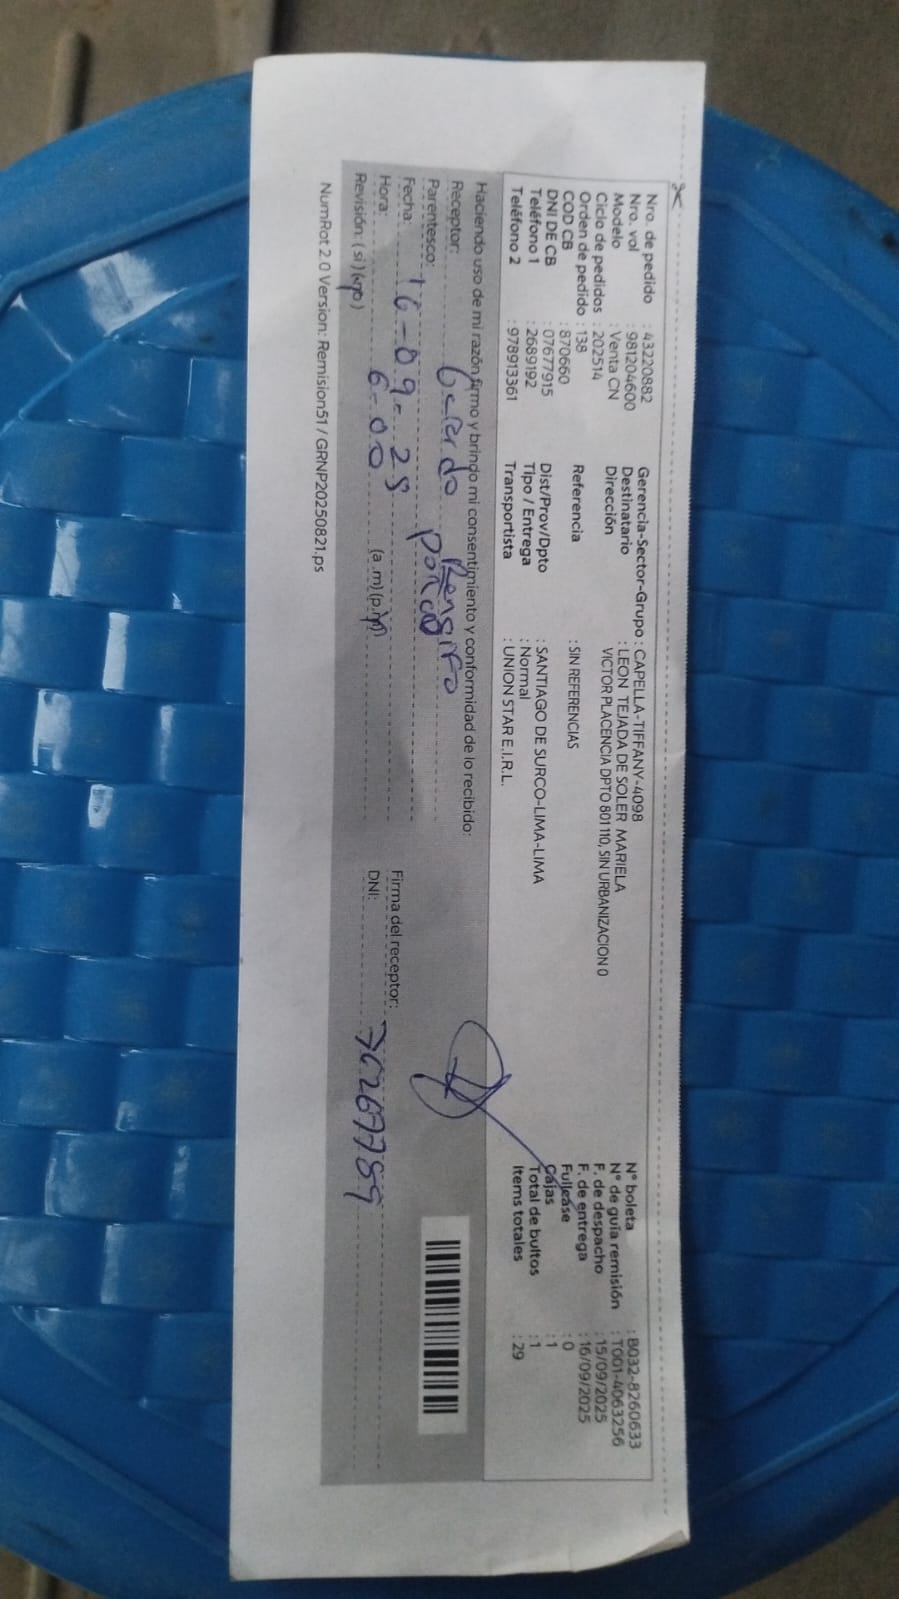 Nro. de pedido : 432220882
Nro. vol : 981204600
Modelo : Venta CN
Ciclo de pedidos : 202514
Orden de pedido : 138
COD CB : 870660
DNI DE CB : 07677915
Teléfono 1 : 2689192
Teléfono 2 : 978913361
Gerencia-Sector-Grupo : CAPELLA-TIFFANY-4098
Destinatario : LEON TEJADA DE SOLER MARIELA
Dirección VICTOR PLACENCIA DPTO 801 110, SIN URBANIZACION 0
Referencia : SIN REFERENCIAS
Dist/Prov/Dpto : SANTIAGO DE SURCO-LIMA-LIMA
Tipo / Entrega : Normal
Transportista : UNION STAR E.I.R.L.
N° boleta : B032-8260633
N° de guía remisión : T001-4063256
F. de despacho : 15/09/2025
F. de entrega : 16/09/2025
Fullcase : 0
Cajas : 1
Total de bultos : 1
Items totales : 29
Haciendo uso de mi razón firmo y brindo mi consentimiento y conformidad de lo recibido:
Receptor: Rengifo
Parentesco:
Fecha: 16-09-25
Hora: 6-00 (a.m) (p.m)
Revisión: (si) (no)
Firma del receptor:
DNI:
NumRot 2.0 Version: Remision51 / GRNP20250821.ps